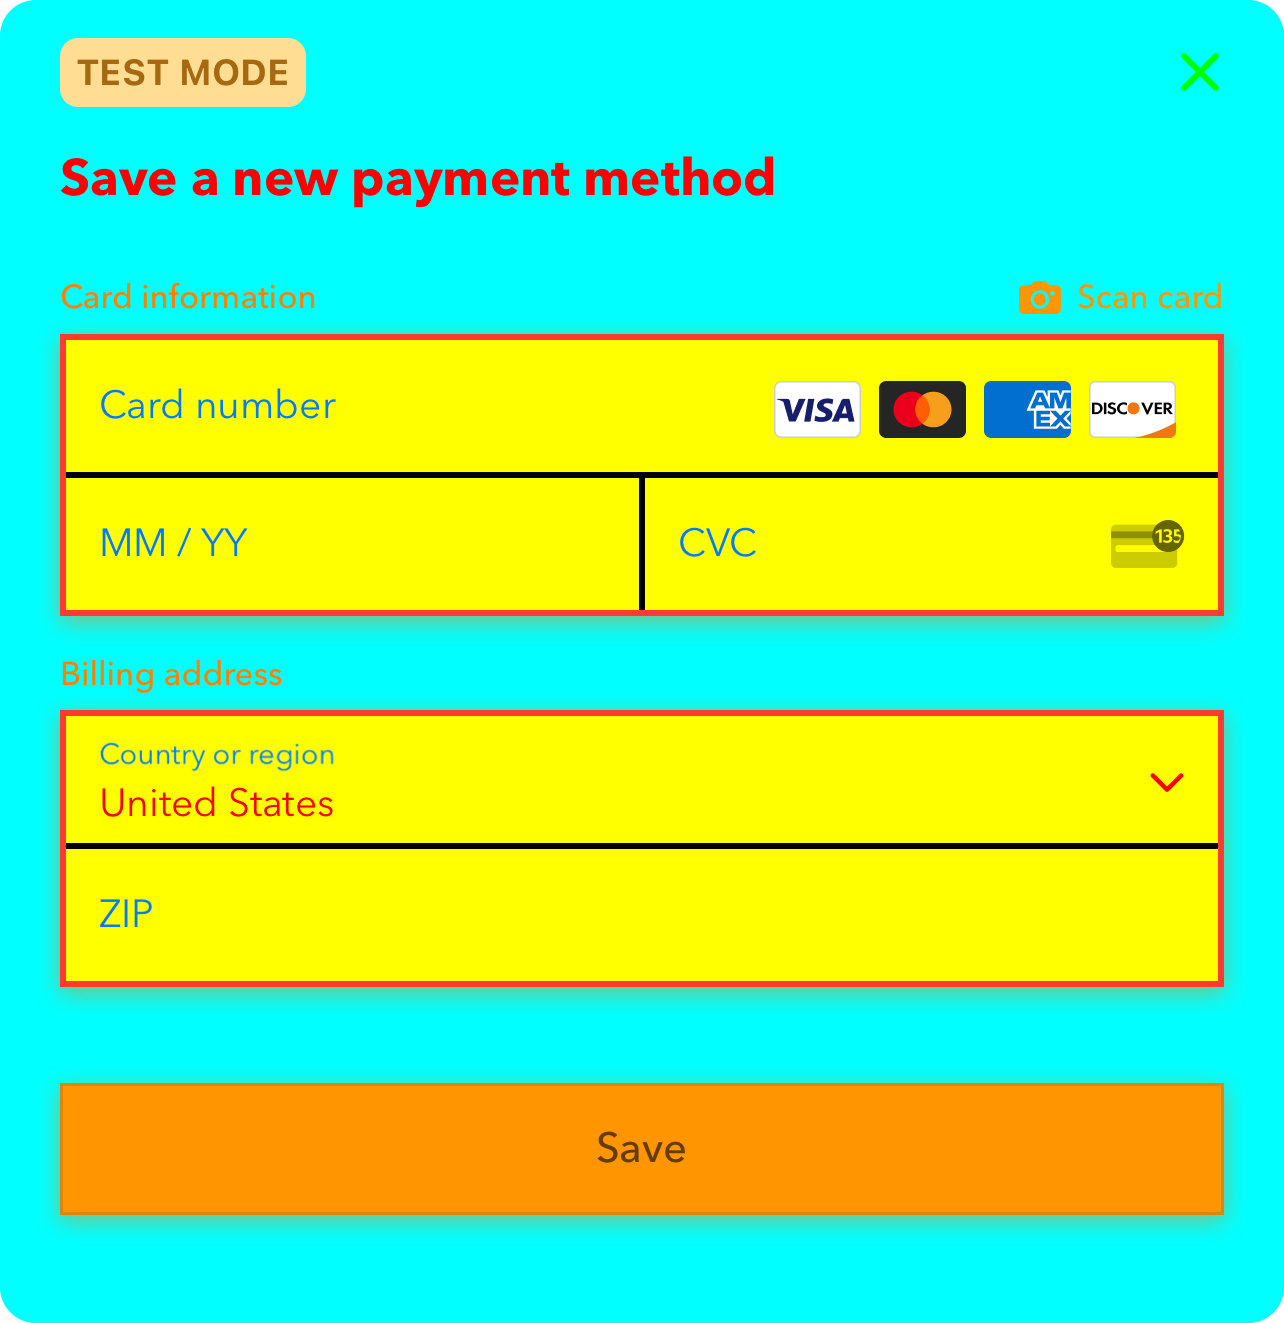 TEST MODE
Save a new payment method
Card information
Scan card
Card number
VISA
AM
EX
DISCOVER
MM / YY
CVC
135
Billing address
Country or region
United States
ZIP
Save